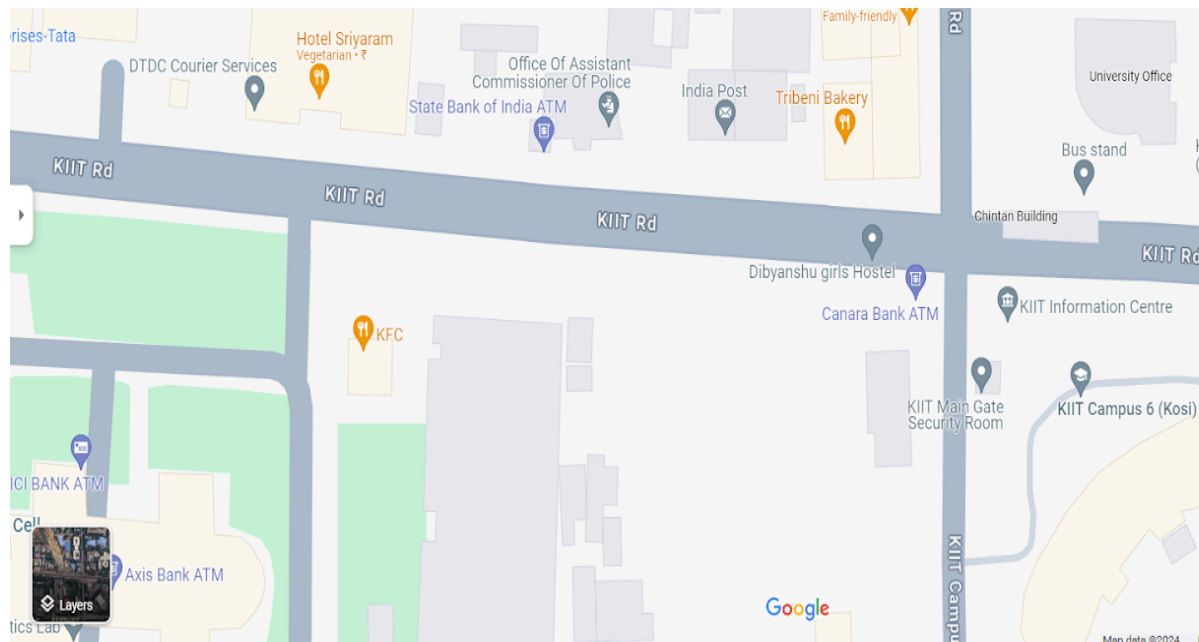 Family-friendly
Rd
prises-Tata
Hotel Sriyaram
Vegetarian • ₹
DTDC Courier Services
Office Of Assistant
Commissioner Of Police
State Bank of India ATM
India Post
Tribeni Bakery
University Office
Bus stand
KIIT Rd
KIIT Rd
KIIT Rd
Chintan Building
KIIT Rd
Dibyanshu girls Hostel
Canara Bank ATM
KIIT Information Centre
KFC
KIIT Main Gate
Security Room
KIIT Campus 6 (Kosi)
ICI BANK ATM
Cell
Axis Bank ATM
KIIT Campu
Layers
Google
tics Lab
Map data ©2024